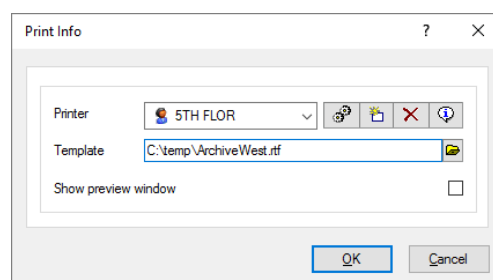 Print Info
?
Printer
5TH FLOR
Template
C:\temp\ArchiveWest.rtf
Show preview window
OK
Cancel